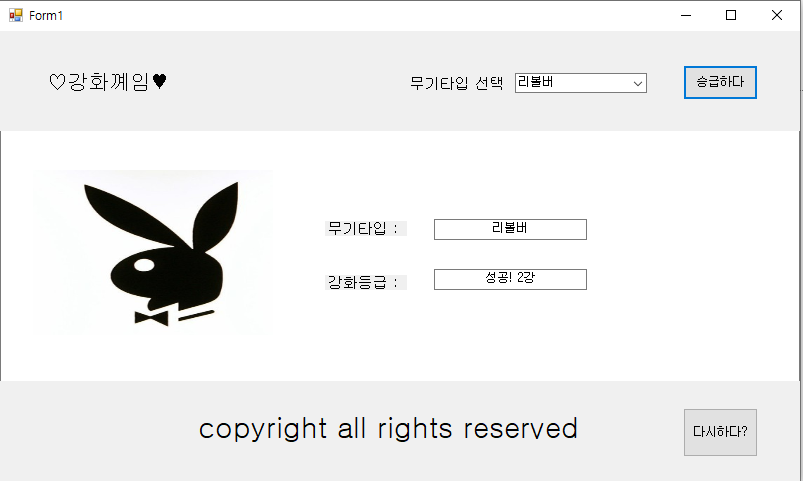 Form1
♡강화꼐임♥
무기타입 선택
리볼버
승급하다
무기타입 :
리볼버
강화등급 :
성공! 2강
copyright all rights reserved
다시하다?